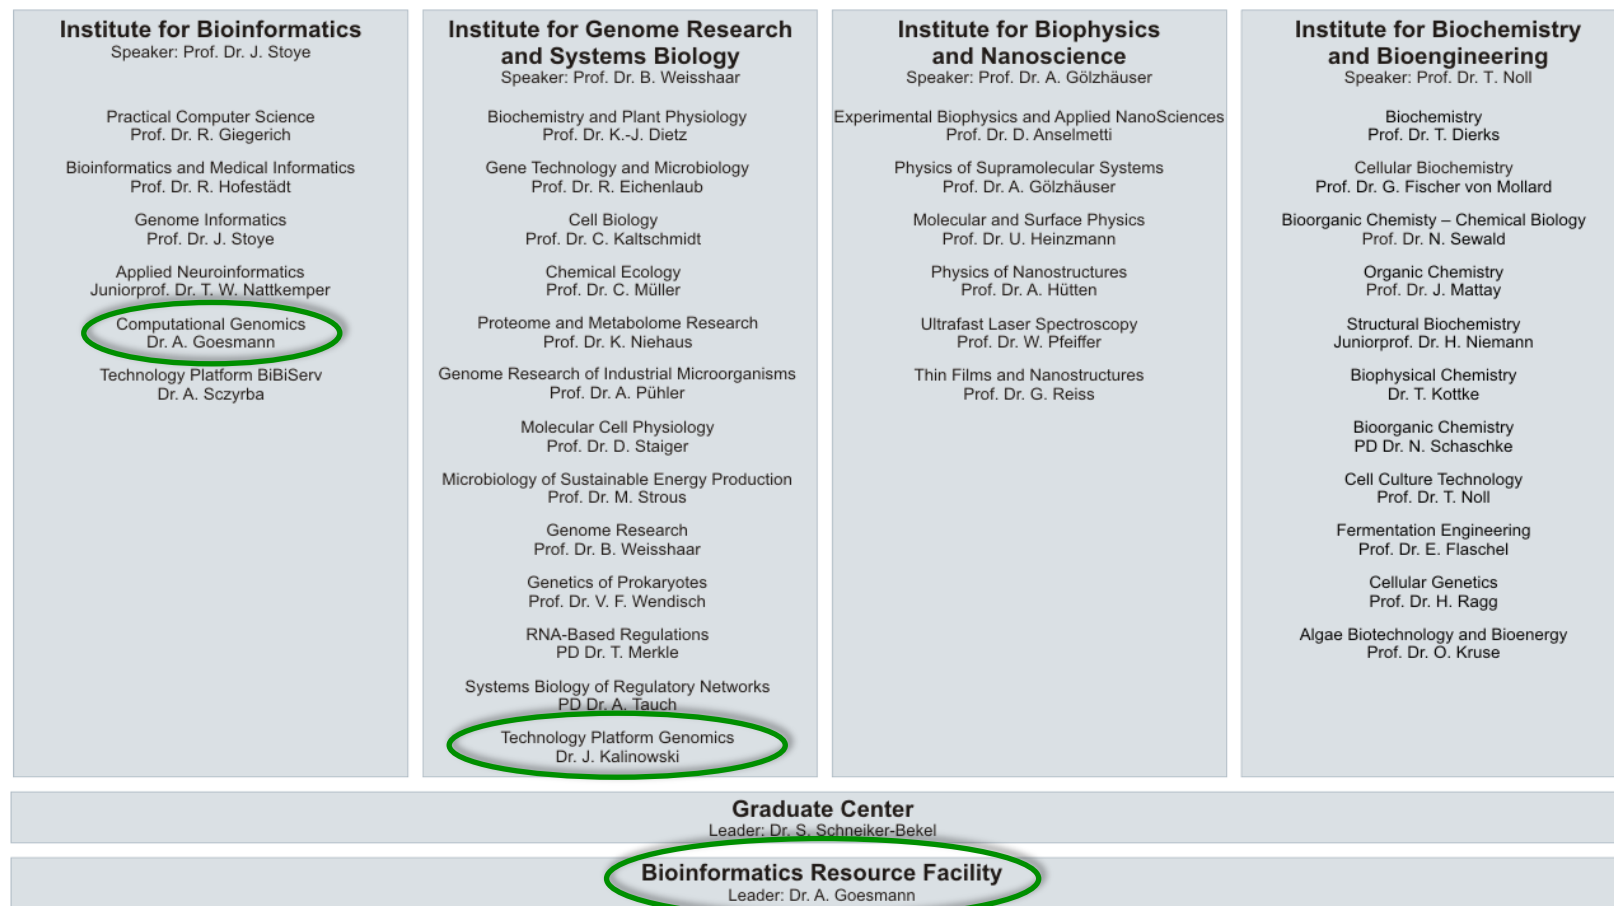 Institute for Bioinformatics
Speaker: Prof. Dr. J. Stoye
Practical Computer Science
Prof. Dr. R. Giegerich
Bioinformatics and Medical Informatics
Prof. Dr. R. Hofestädt
Genome Informatics
Prof. Dr. J. Stoye
Applied Neuroinformatics
Juniorprof. Dr. T. W. Nattkemper
Computational Genomics
Dr. A. Goesmann
Technology Platform BiBiServ
Dr. A. Sczyrba
Institute for Genome Research
and Systems Biology
Speaker: Prof. Dr. B. Weisshaar
Biochemistry and Plant Physiology
Prof. Dr. K.-J. Dietz
Gene Technology and Microbiology
Prof. Dr. R. Eichenlaub
Cell Biology
Prof. Dr. C. Kaltschmidt
Chemical Ecology
Prof. Dr. C. Müller
Proteome and Metabolome Research
Prof. Dr. K. Niehaus
Genome Research of Industrial Microorganisms
Prof. Dr. A. Pühler
Molecular Cell Physiology
Prof. Dr. D. Staiger
Microbiology of Sustainable Energy Production
Prof. Dr. M. Strous
Genome Research
Prof. Dr. B. Weisshaar
Genetics of Prokaryotes
Prof. Dr. V. F. Wendisch
RNA-Based Regulations
PD Dr. T. Merkle
Systems Biology of Regulatory Networks
PD Dr. A. Tauch
Technology Platform Genomics
Dr. J. Kalinowski
Institute for Biophysics
and Nanoscience
Speaker: Prof. Dr. A. Gölzhäuser
Experimental Biophysics and Applied NanoSciences
Prof. Dr. D. Anselmetti
Physics of Supramolecular Systems
Prof. Dr. A. Gölzhäuser
Molecular and Surface Physics
Prof. Dr. U. Heinzmann
Physics of Nanostructures
Prof. Dr. A. Hütten
Ultrafast Laser Spectroscopy
Prof. Dr. W. Pfeiffer
Thin Films and Nanostructures
Prof. Dr. G. Reiss
Institute for Biochemistry
and Bioengineering
Speaker: Prof. Dr. T. Noll
Biochemistry
Prof. Dr. T. Dierks
Cellular Biochemistry
Prof. Dr. G. Fischer von Mollard
Bioorganic Chemisty – Chemical Biology
Prof. Dr. N. Sewald
Organic Chemistry
Prof. Dr. J. Mattay
Structural Biochemistry
Juniorprof. Dr. H. Niemann
Biophysical Chemistry
Dr. T. Kottke
Bioorganic Chemistry
PD Dr. N. Schaschke
Cell Culture Technology
Prof. Dr. T. Noll
Fermentation Engineering
Prof. Dr. E. Flaschel
Cellular Genetics
Prof. Dr. H. Ragg
Algae Biotechnology and Bioenergy
Prof. Dr. O. Kruse
Graduate Center
Leader: Dr. S. Schneiker-Bekel
Bioinformatics Resource Facility
Leader: Dr. A. Goesmann